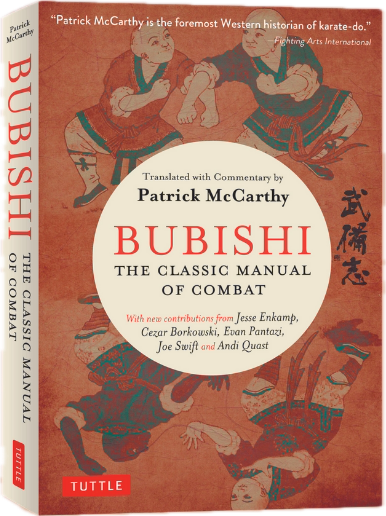 “Patrick McCarthy is the foremost Western historian of karate-do.”
—Fighting Arts International
Translated with Commentary by
Patrick McCarthy
BUBISHI
THE CLASSIC MANUAL
OF COMBAT
With new contributions from Jesse Enkamp,
Cezar Borkowski, Evan Pantazi,
Joe Swift and Andi Quast
武備志
TUTTLE
Patrick
McCarthy
BUBISHI
THE CLASSIC MANUAL
OF COMBAT
TUTTLE